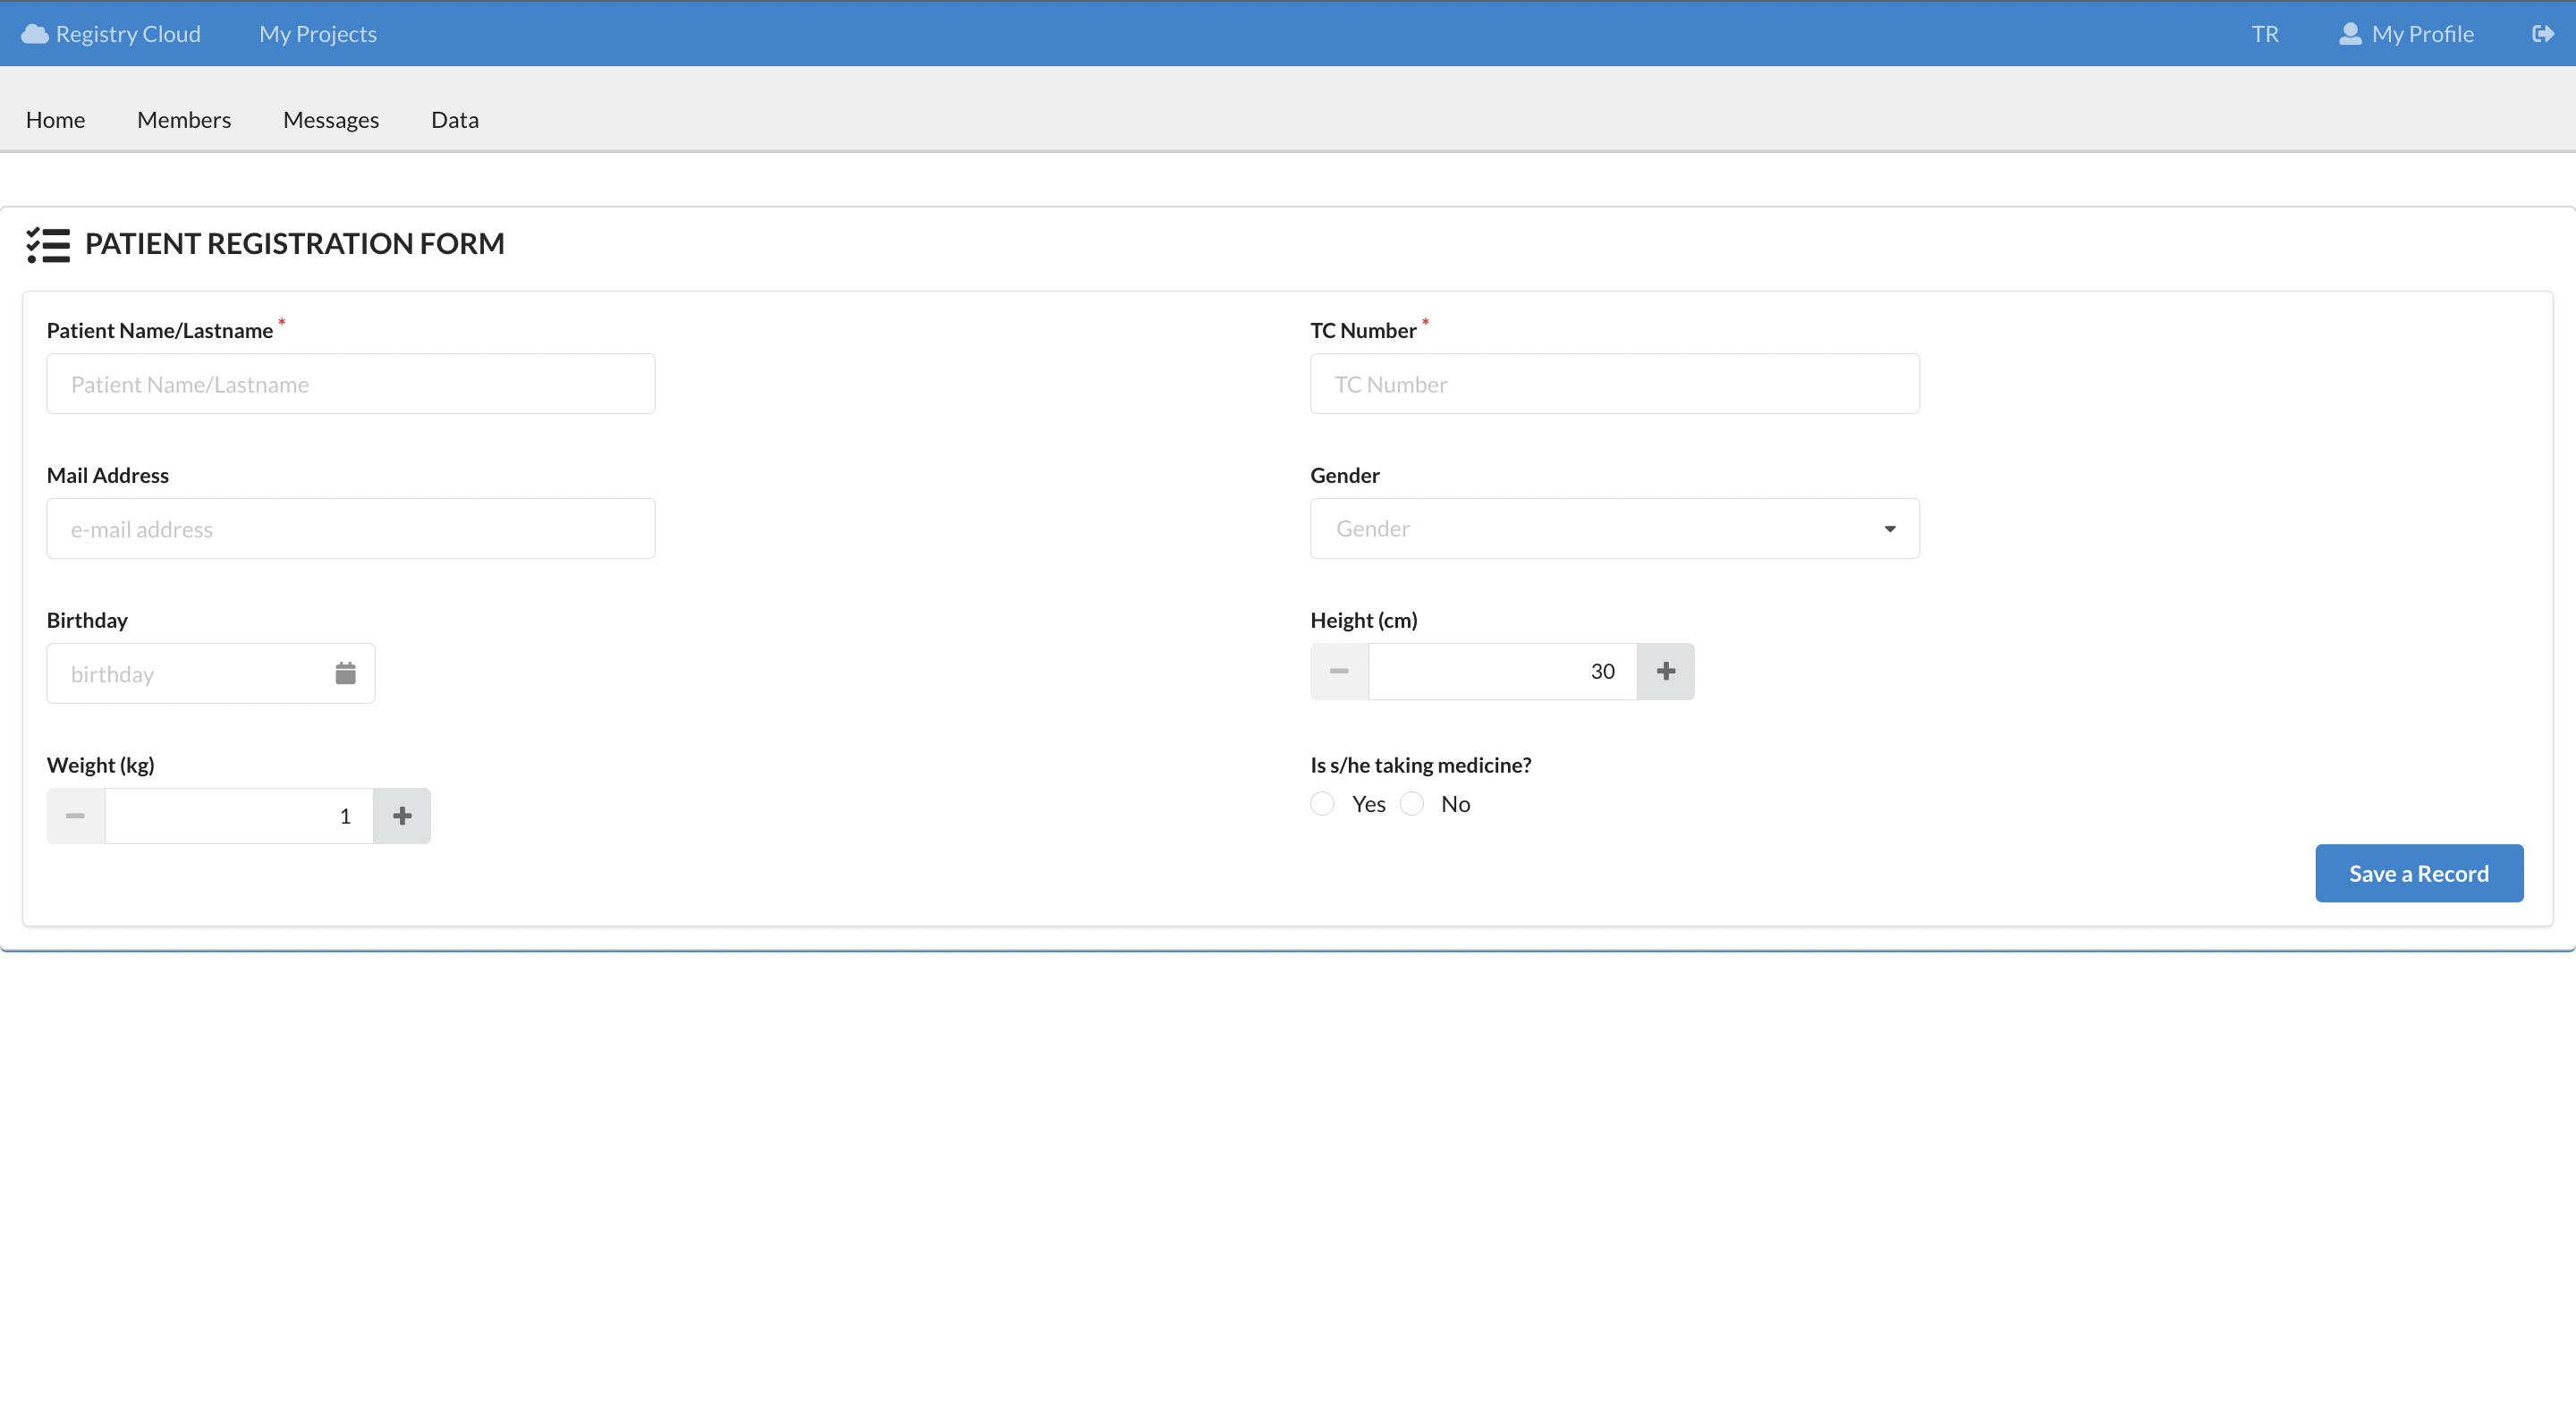 Registry Cloud My Projects TR My Profile
Home Members Messages Data
PATIENT REGISTRATION FORM
Patient Name/Lastname * TC Number *
Patient Name/Lastname TC Number
Mail Address Gender
e-mail address Gender
Birthday Height (cm)
birthday 30
Weight (kg) Is s/he taking medicine?
1 Yes No
Save a Record